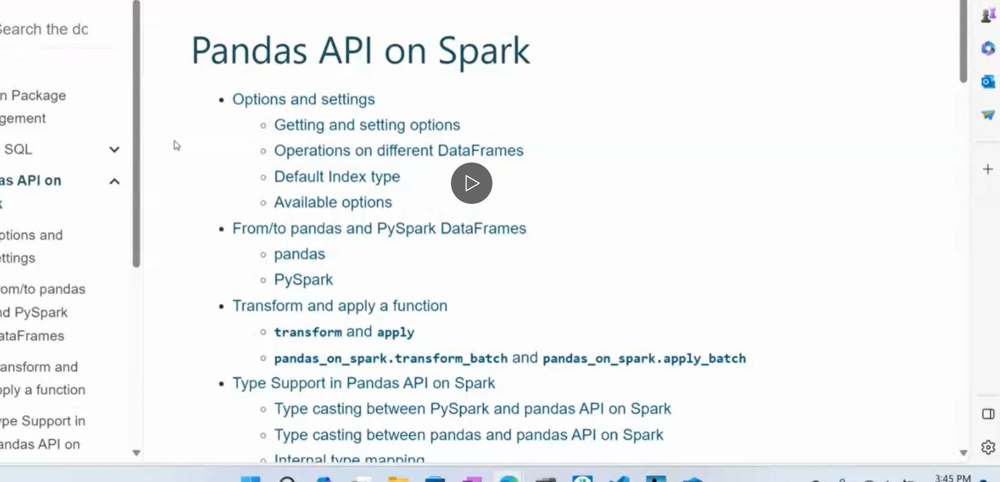 Search the dc
n Package
gement
SQL
as API on
k
ptions and
ettings
om/to pandas
nd PySpark
ataFrames
ansform and
pply a function
ype Support in
andas API on
Pandas API on Spark
Options and settings
Getting and setting options
Operations on different DataFrames
Default Index type
Available options
From/to pandas and PySpark DataFrames
pandas
PySpark
Transform and apply a function
transform and apply
pandas_on_spark.transform_batch and pandas_on_spark.apply_batch
Type Support in Pandas API on Spark
Type casting between PySpark and pandas API on Spark
Type casting between pandas and pandas API on Spark
Internal type mapping
3:45 PM